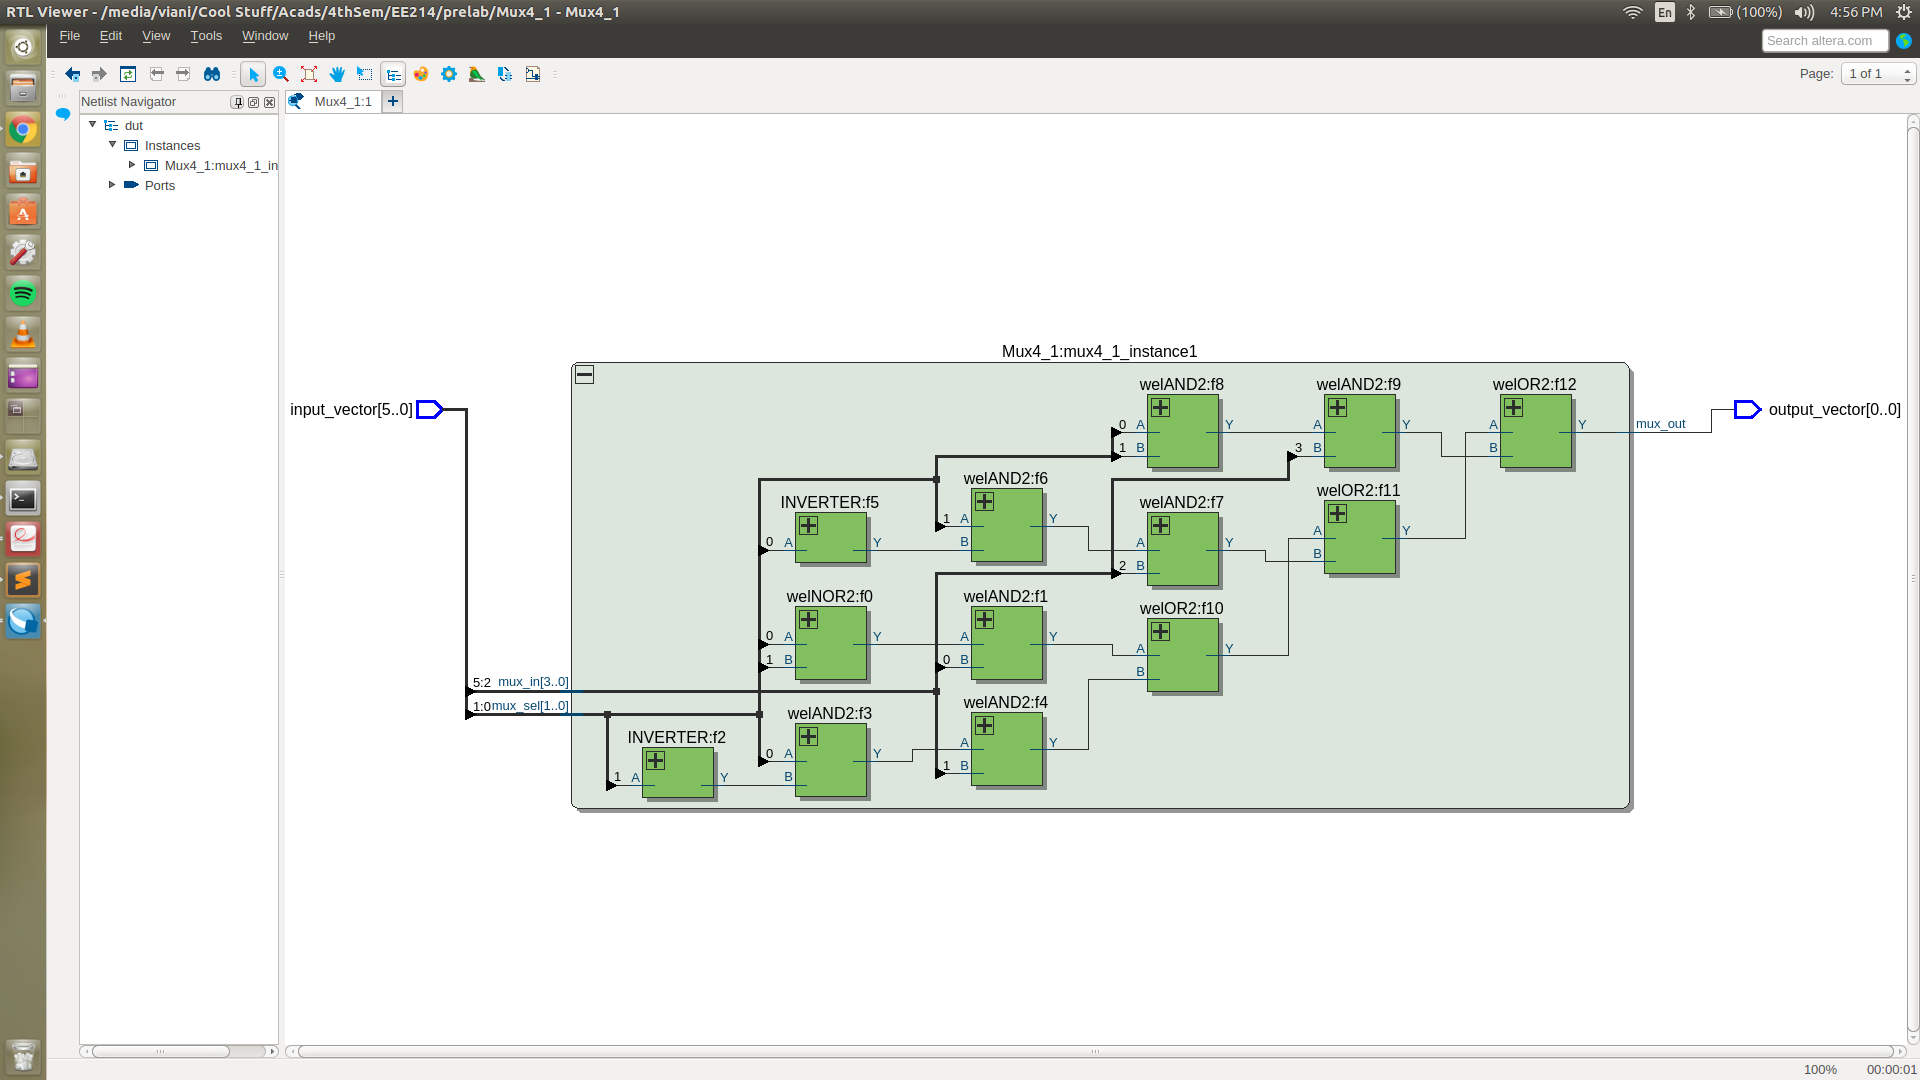 RTL Viewer - /media/viani/Cool Stuff/Acads/4thSem/EE214/prelab/Mux4_1 - Mux4_1
En (100%) 4:56 PM
File Edit View Tools Window Help
Search altera.com
Page: 1 of 1
Netlist Navigator
Mux4_1:1
dut
Instances
Mux4_1:mux4_1_in
Ports
Mux4_1:mux4_1_instance1
welAND2:f8
welAND2:f9
welOR2:f12
input_vector[5..0]
output_vector[0..0]
0 A Y
A Y
A Y
mux_out
1 B
3 B
B
welAND2:f6
welOR2:f11
INVERTER:f5
welAND2:f7
1 A Y
A Y
0 A Y
B
A Y
B
2 B
welNOR2:f0
welAND2:f1
welOR2:f10
0 A Y
A Y
A Y
1 B
0 B
B
5:2 mux_in[3..0]
1:0 mux_sel[1..0]
welAND2:f3
welAND2:f4
INVERTER:f2
0 A Y
A Y
1 A Y
B
1 B
100% 00:00:01